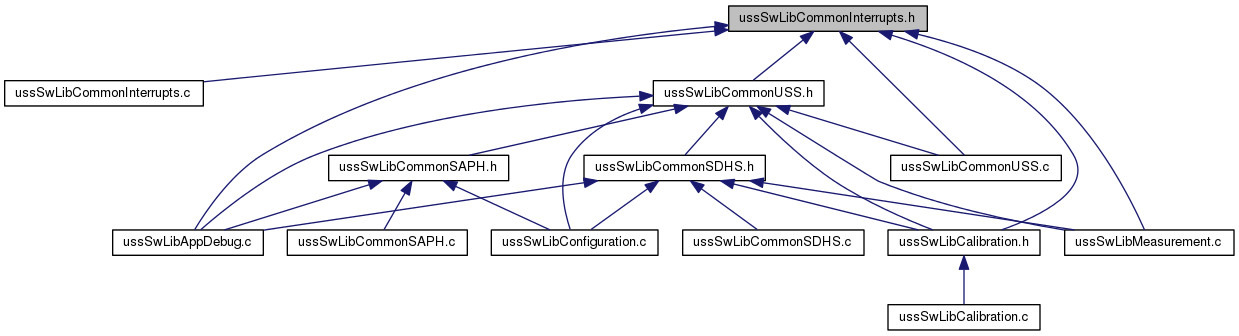 ussSwLibCommonInterrupts.h
ussSwLibCommonInterrupts.c
ussSwLibCommonUSS.h
ussSwLibCommonSAPH.h
ussSwLibCommonSDHS.h
ussSwLibCommonUSS.c
ussSwLibAppDebug.c
ussSwLibCommonSAPH.c
ussSwLibConfiguration.c
ussSwLibCommonSDHS.c
ussSwLibCalibration.h
ussSwLibMeasurement.c
ussSwLibCalibration.c